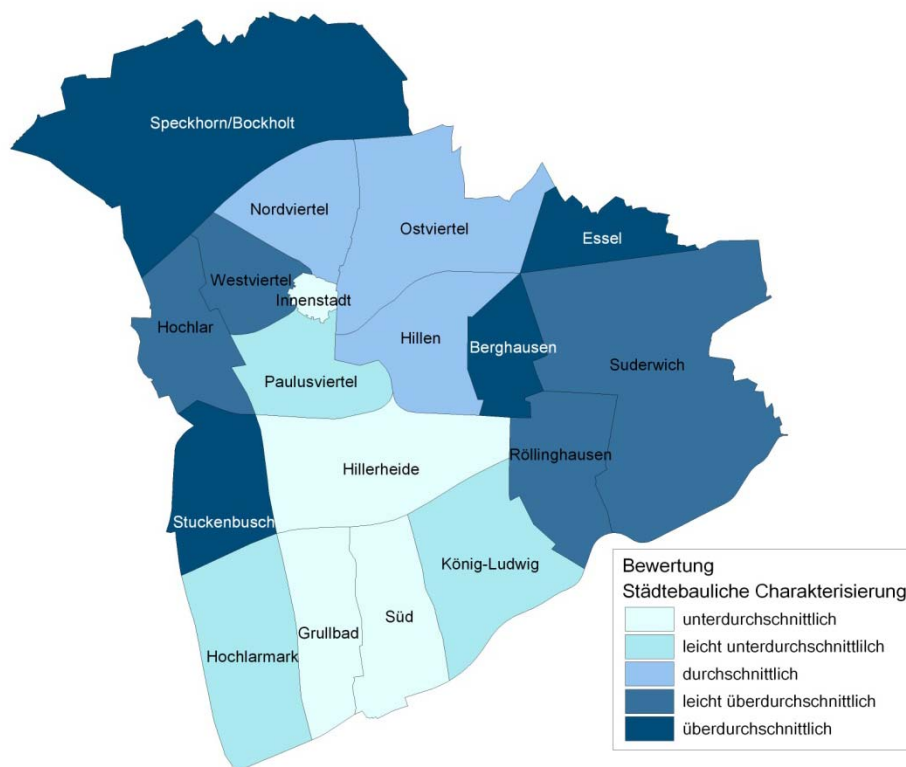 Speckhorn/Bockholt
Nordviertel
Ostviertel
Essel
Westviertel
Innenstadt
Hochlar
Hillen
Berghausen
Suderwich
Paulusviertel
Röllinghausen
Hillerheide
Stuckenbusch
König-Ludwig
Süd
Grullbad
Hochlarmark
Bewertung
Städtebauliche Charakterisierung
unterdurchschnittlich
leicht unterdurchschnittlilch
durchschnittlich
leicht überdurchschnittlich
überdurchschnittlich